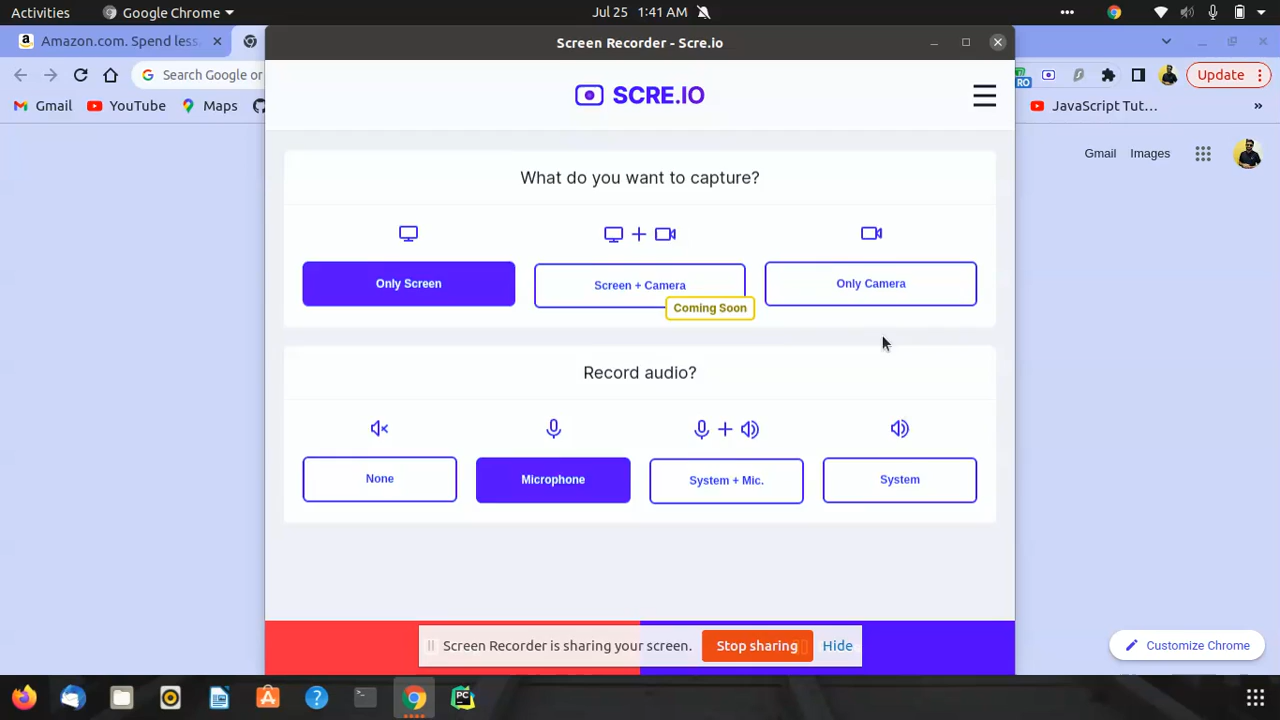 Activities
Google Chrome
Jul 25 1:41 AM
Amazon.com. Spend less.
Screen Recorder - Scre.io
Search Google or
Update
Gmail
YouTube
Maps
JavaScript Tut...
»
SCRE.IO
RO
Gmail
Images
What do you want to capture?
Only Screen
Screen + Camera
Only Camera
Coming Soon
Record audio?
None
Microphone
System + Mic.
System
Screen Recorder is sharing your screen.
Stop sharing
Hide
Customize Chrome
PC